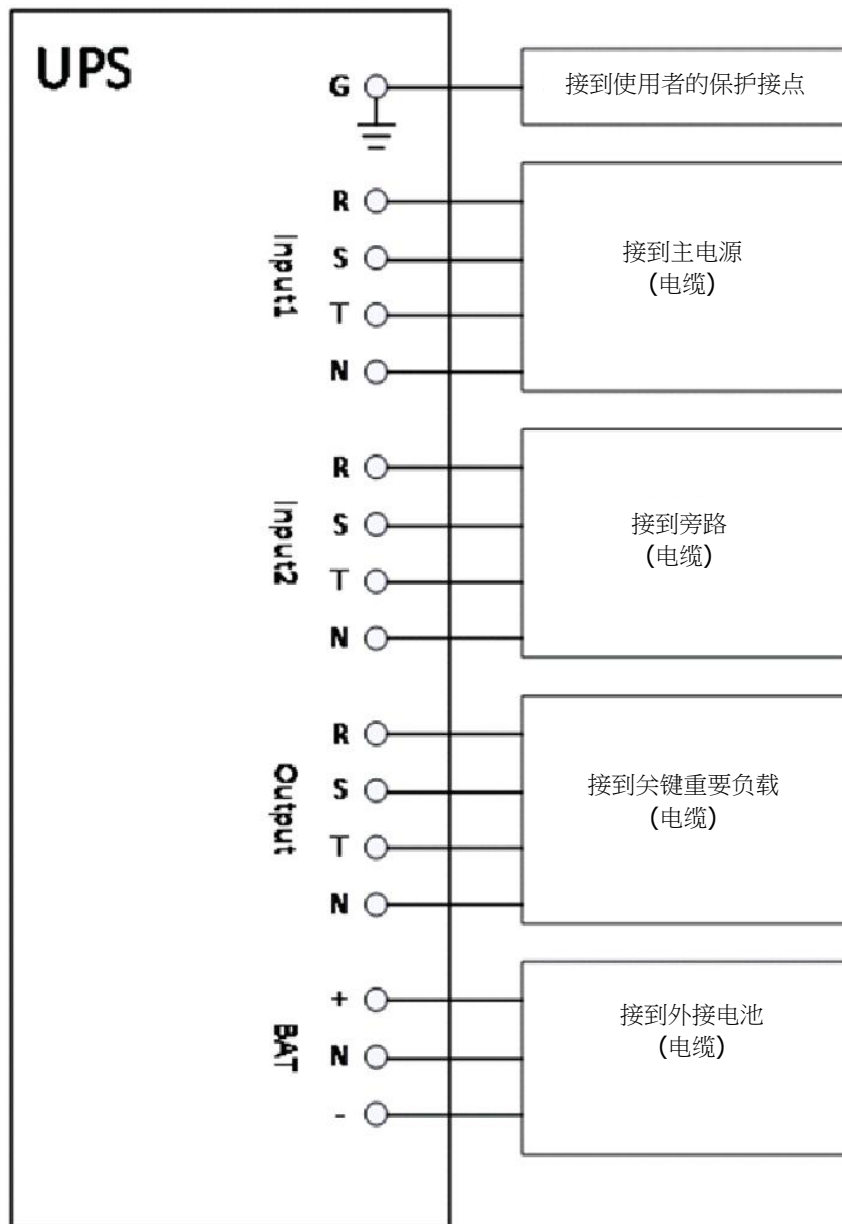 UPS
G
接到使用者的保护接点
Input1
R
S
T
N
接到主电源
(电缆)
Input2
R
S
T
N
接到旁路
(电缆)
Output
R
S
T
N
接到关键重要负载
(电缆)
BAT
+
N
-
接到外接电池
(电缆)